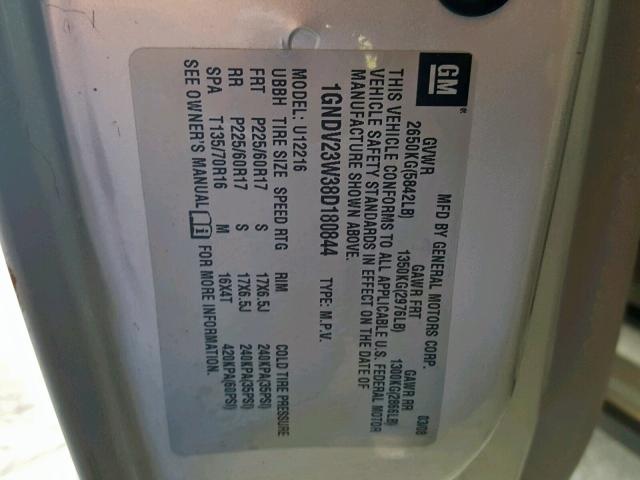 GM
MFD BY GENERAL MOTORS CORP. 03/08
GVWR GAWR FRT GAWR RR
2650KG(5842LB) 1350KG(2976LB) 1300KG(2866LB)
THIS VEHICLE CONFORMS TO ALL APPLICABLE U.S. FEDERAL MOTOR
VEHICLE SAFETY STANDARDS IN EFFECT ON THE DATE OF
MANUFACTURE SHOWN ABOVE.
1GNDV23W38D180844 TYPE: M.P.V.
MODEL: U12216
UBBH TIRE SIZE SPEED RTG RIM COLD TIRE PRESSURE
FRT P225/60R17 S 17X6.5J 240KPA(35PSI)
RR P225/60R17 S 17X6.5J 240KPA(35PSI)
SPA T135/70R16 M 16X4T 420KPA(60PSI)
SEE OWNER'S MANUAL FOR MORE INFORMATION.